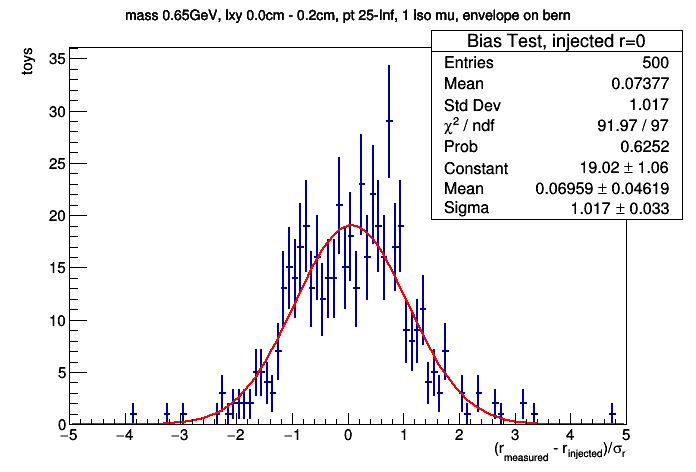 mass 0.65GeV, lxy 0.0cm - 0.2cm, pt 25-Inf, 1 Iso mu, envelope on bern
Bias Test, injected r=0
Entries 500
Mean 0.07377
Std Dev 1.017
χ² / ndf 91.97 / 97
Prob 0.6252
Constant 19.02 ± 1.06
Mean 0.06959 ± 0.04619
Sigma 1.017 ± 0.033
toys
35
30
25
20
15
10
5
0
−5 −4 −3 −2 −1 0 1 2 3 4 5
(r_measured - r_injected)/σ_r